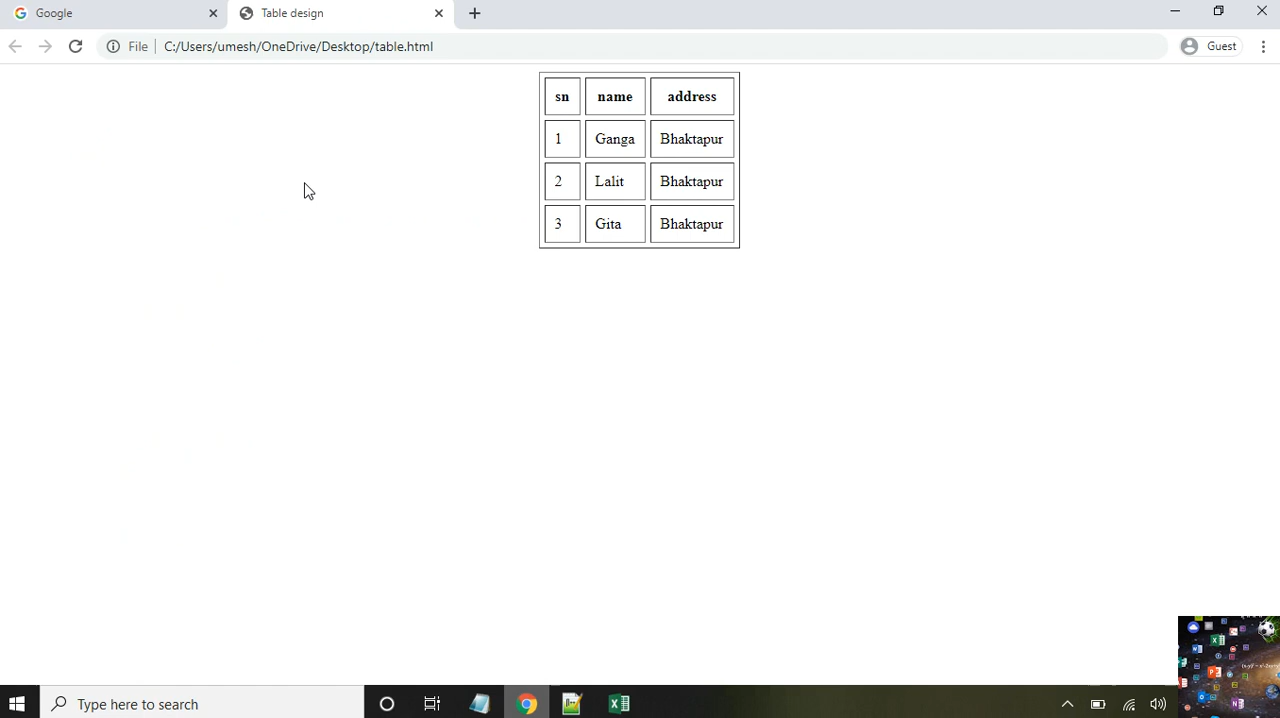 Google
Table design
File
C:/Users/umesh/OneDrive/Desktop/table.html
Guest
sn name address
1 Ganga Bhaktapur
2 Lalit Bhaktapur
3 Gita Bhaktapur
Type here to search